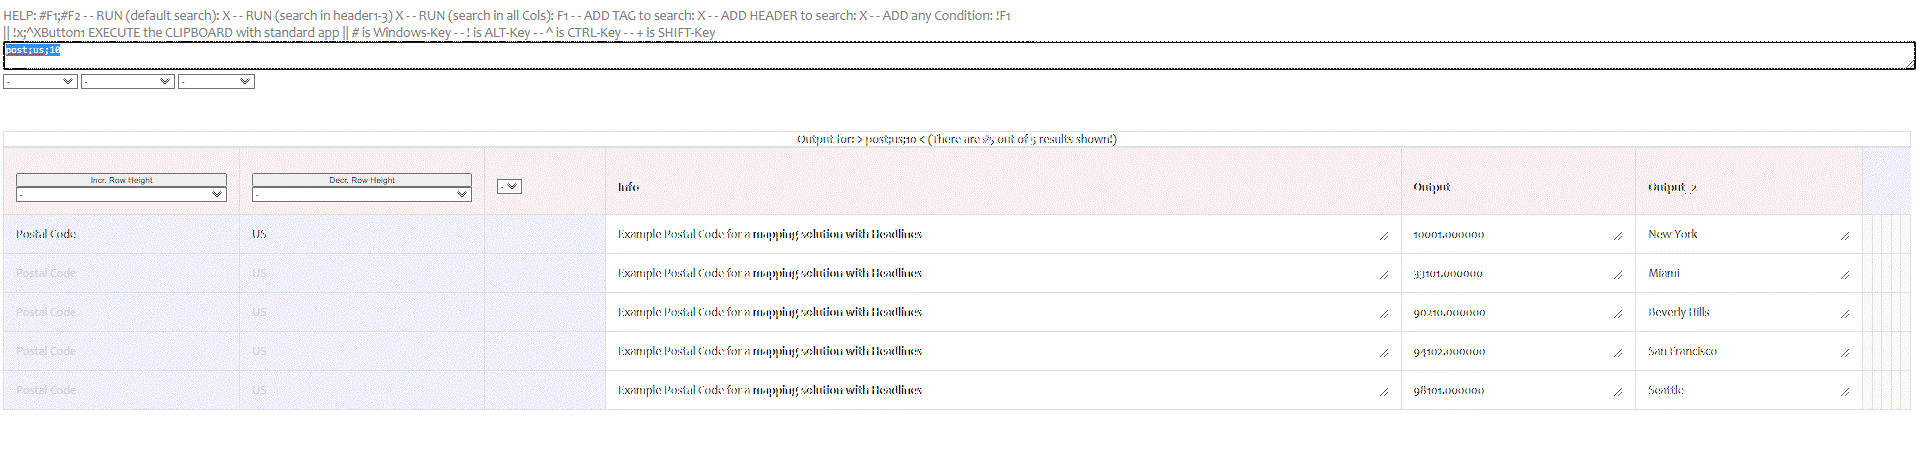 HELP: #F1;#F2 - - RUN (default search): X - - RUN (search in header1-3) X - - RUN (search in all Cols): F1 - - ADD TAG to search: X - - ADD HEADER to search: X - - ADD any Condition: !F1
|| !x;^XButton1 EXECUTE the CLIPBOARD with standard app || # is Windows-Key - - ! is ALT-Key - - ^ is CTRL-Key - - + is SHIFT-Key
post;us;10
- - -
Output for: > post;us;10 < (There are #5 out of 5 results shown!)
Incr. Row Height Decr. Row Height
- - - Info Output Output_2
Postal Code US Example Postal Code for a mapping solution with Headlines 10001.000000 New York
Postal Code US Example Postal Code for a mapping solution with Headlines 33101.000000 Miami
Postal Code US Example Postal Code for a mapping solution with Headlines 90210.000000 Beverly Hills
Postal Code US Example Postal Code for a mapping solution with Headlines 94102.000000 San Francisco
Postal Code US Example Postal Code for a mapping solution with Headlines 98101.000000 Seattle